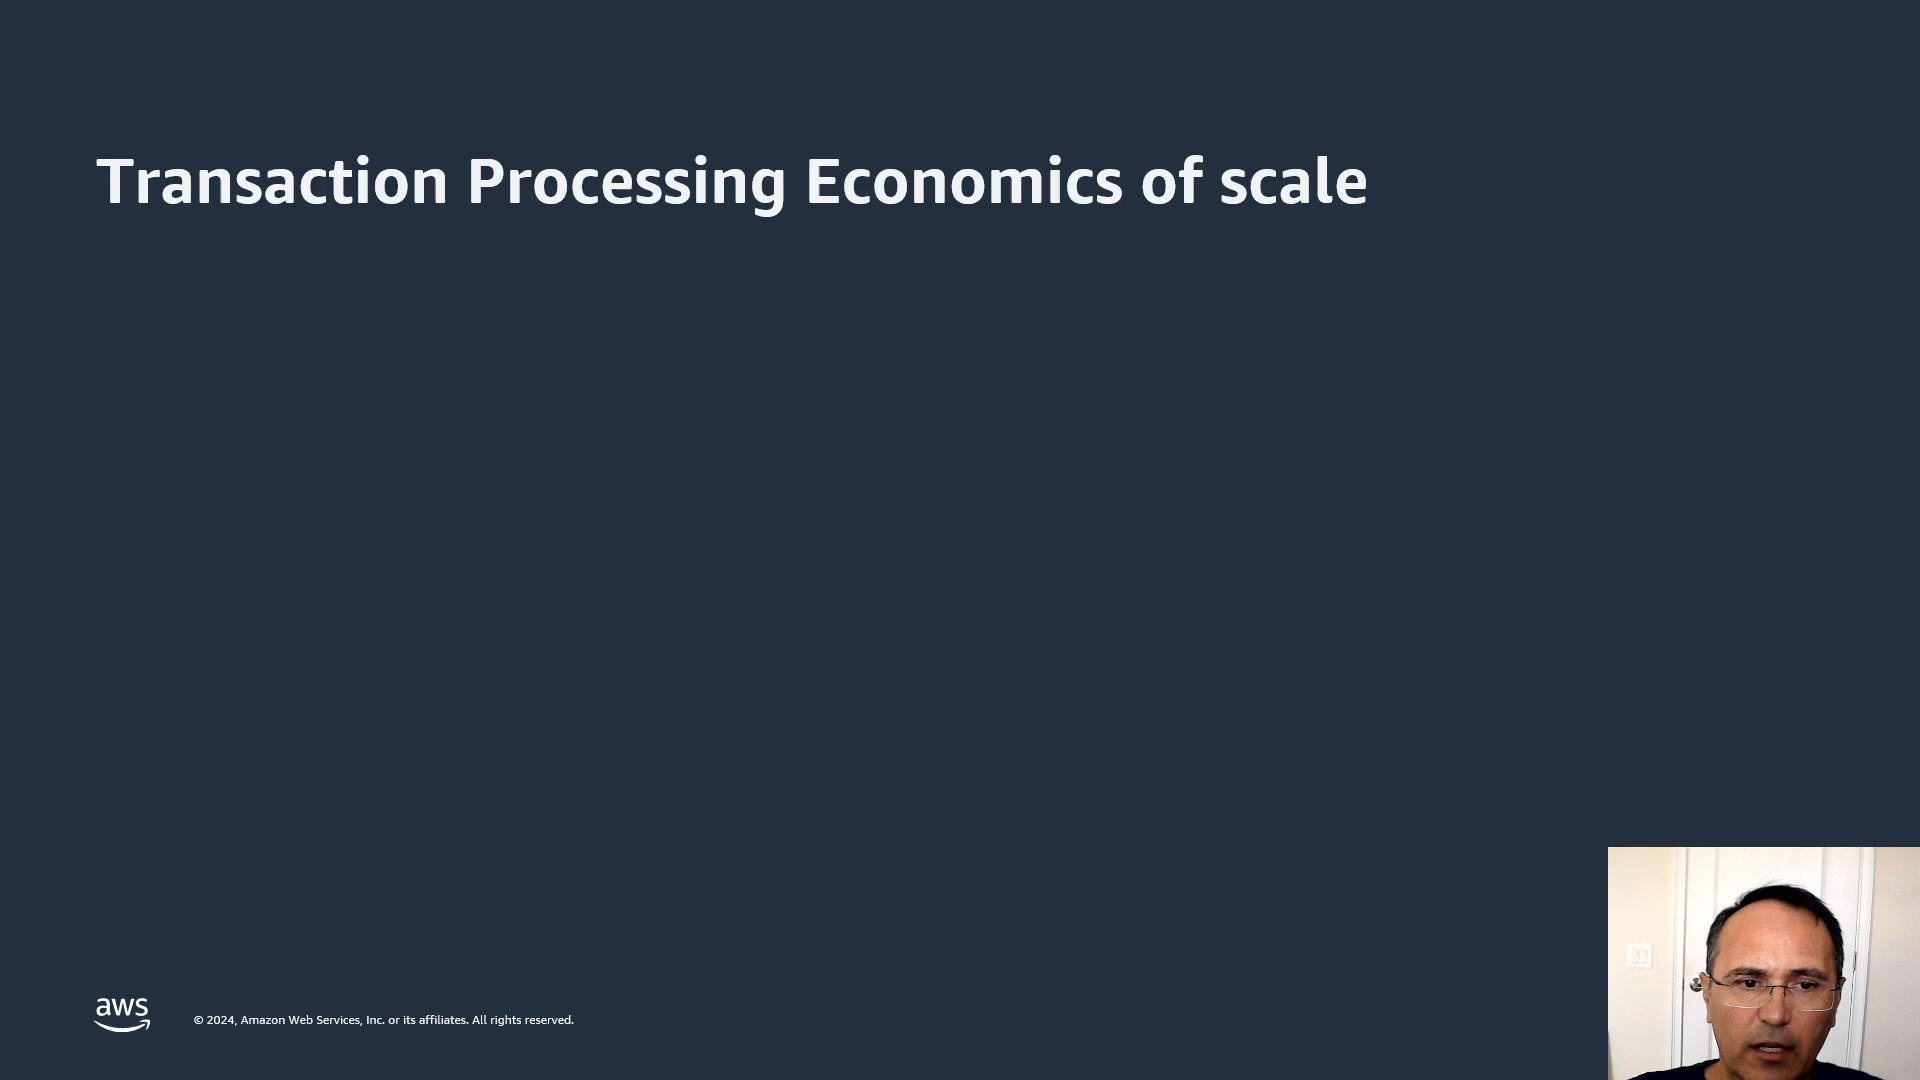 Transaction Processing Economics of scale
aws
© 2024, Amazon Web Services, Inc. or its affiliates. All rights reserved.